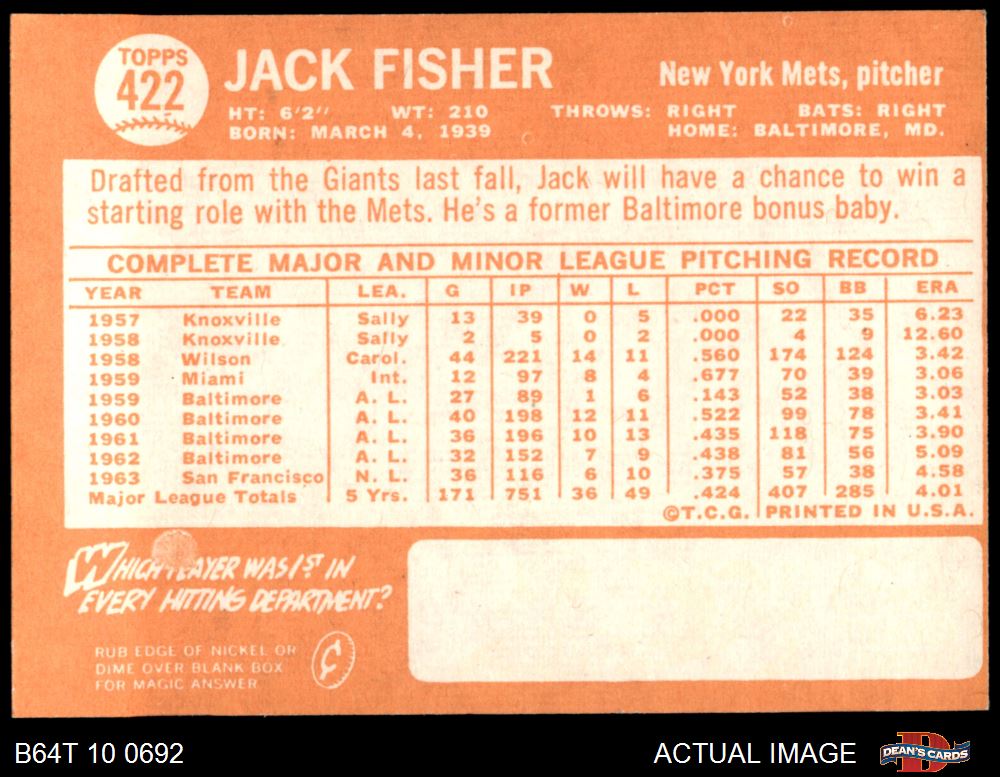 TOPPS
422
JACK FISHER
New York Mets, pitcher
HT: 6'2" WT: 210 THROWS: RIGHT BATS: RIGHT
BORN: MARCH 4, 1939 HOME: BALTIMORE, MD.
Drafted from the Giants last fall, Jack will have a chance to win a
starting role with the Mets. He's a former Baltimore bonus baby.
COMPLETE MAJOR AND MINOR LEAGUE PITCHING RECORD
YEAR TEAM LEA. G IP W L PCT SO BB ERA
1957 Knoxville Sally 13 39 0 5 .000 22 35 6.23
1958 Knoxville Sally 2 5 0 2 .000 4 9 12.60
1958 Wilson Carol. 44 221 14 11 .560 174 124 3.42
1959 Miami Int. 12 97 8 4 .677 70 39 3.06
1959 Baltimore A. L. 27 89 1 6 .143 52 38 3.03
1960 Baltimore A. L. 40 198 12 11 .522 99 78 3.41
1961 Baltimore A. L. 36 196 10 13 .435 118 75 3.90
1962 Baltimore A. L. 32 152 7 9 .438 81 56 5.09
1963 San Francisco N. L. 36 116 6 10 .375 57 38 4.58
Major League Totals 5 Yrs. 171 751 36 49 .424 407 285 4.01
©T.C.G. PRINTED IN U.S.A.
WHICH PLAYER WAS 1ST IN
EVERY HITTING DEPARTMENT?
RUB EDGE OF NICKEL OR
DIME OVER BLANK BOX
FOR MAGIC ANSWER
¢
B64T 10 0692 ACTUAL IMAGE
D
DEAN'S CARDS